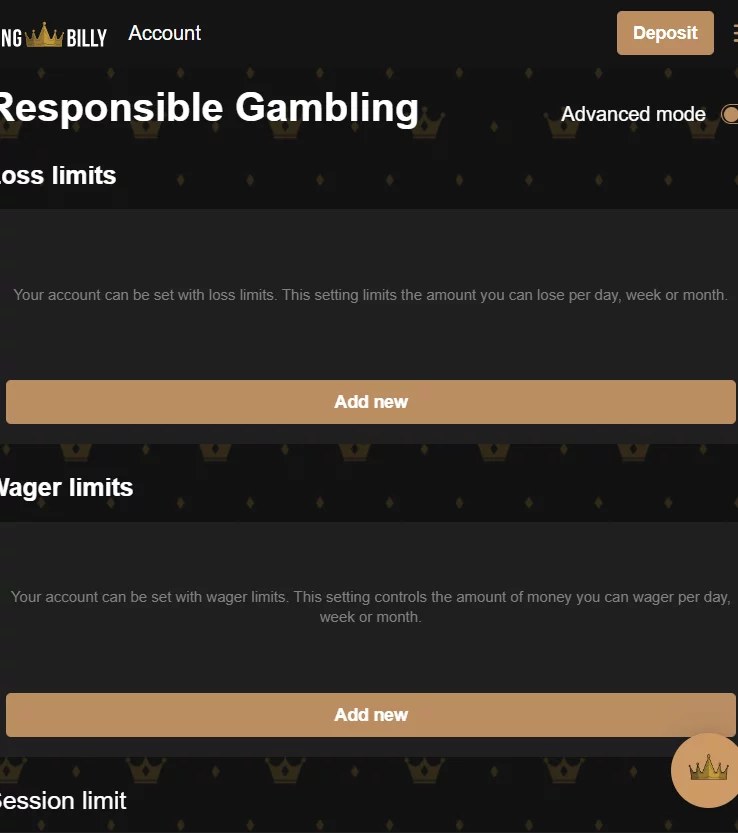 NG BILLY Account Deposit
Responsible Gambling
Advanced mode
oss limits
Your account can be set with loss limits. This setting limits the amount you can lose per day, week or month.
Add new
Wager limits
Your account can be set with wager limits. This setting controls the amount of money you can wager per day,
week or month.
Add new
Session limit